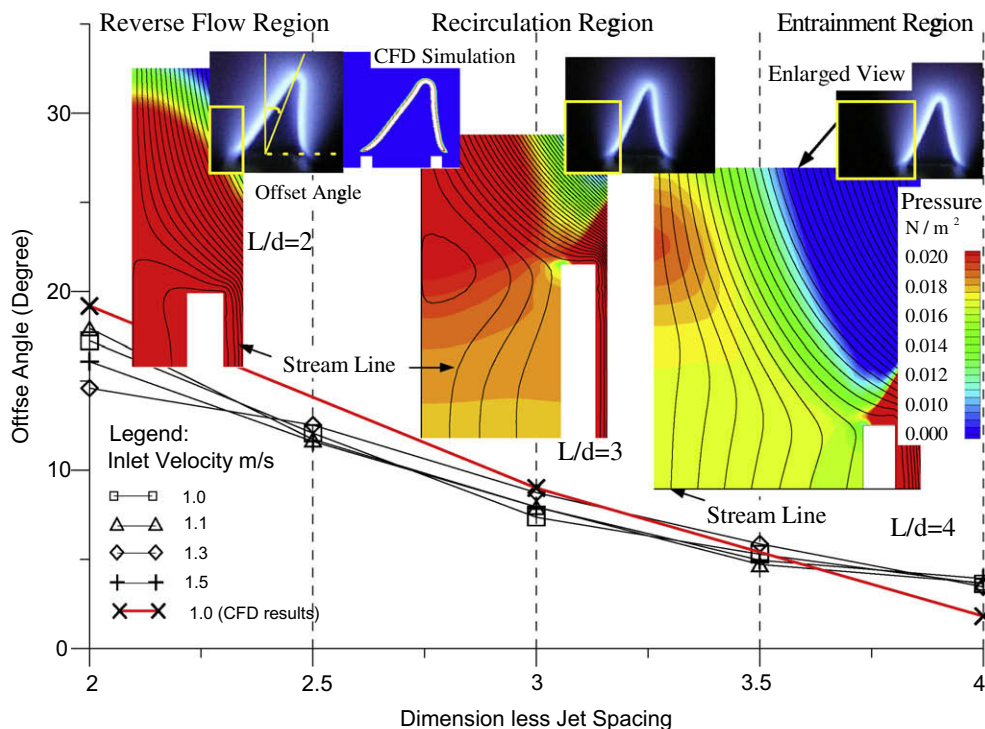 Reverse Flow Region
Recirculation Region
Entrainment Region
CFD Simulation
Enlarged View
Offset Angle
L/d=2
Pressure
N / m 2
0.020
0.018
0.016
0.014
0.012
0.010
0.000
Stream Line
L/d=3
Stream Line
L/d=4
Legend:
Inlet Velocity m/s
1.0
1.1
1.3
1.5
1.0 (CFD results)
Offfse Angle (Degree)
30
20
10
0
2
2.5
3
3.5
4
Dimension less Jet Spacing